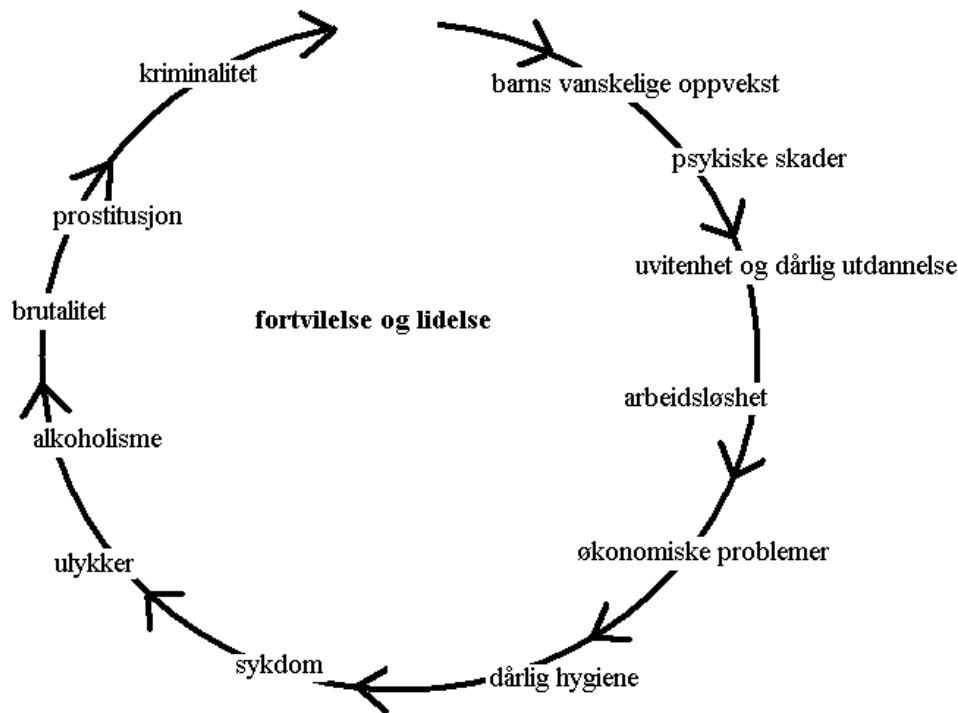 barns vanskelige oppvekst
psykiske skader
uvitenhet og dårlig utdannelse
arbeidsløshet
økonomiske problemer
dårlig hygiene
sykdom
ulykker
alkoholisme
brutalitet
prostitusjon
kriminalitet
fortvilelse og lidelse